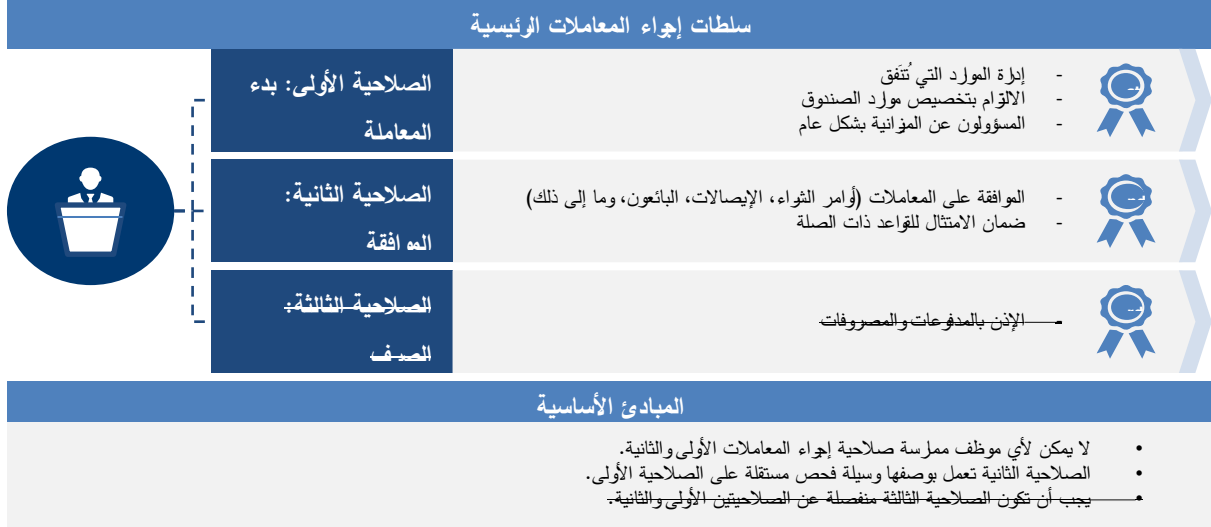 سلطات إجراء المعاملات الرئيسية
الصلاحية الأولى: بدء
المعاملة
- إدارة الموارد التي تُنفَق
- الالتزام بتخصيص موارد الصندوق
- المسؤولون عن الميزانية بشكل عام
الصلاحية الثانية:
الموافقة
- الموافقة على المعاملات (أوامر الشراء، الإيصالات، البائعون، وما إلى ذلك)
- ضمان الامتثال للقواعد ذات الصلة
الصلاحية الثالثة:
الصرف
- الإذن بالمدفوعات والمصروفات
المبادئ الأساسية
• لا يمكن لأي موظف ممارسة صلاحية إجراء المعاملات الأولى والثانية.
• الصلاحية الثانية تعمل بوصفها وسيلة فحص مستقلة على الصلاحية الأولى.
• يجب أن تكون الصلاحية الثالثة منفصلة عن الصلاحيتين الأولى والثانية.